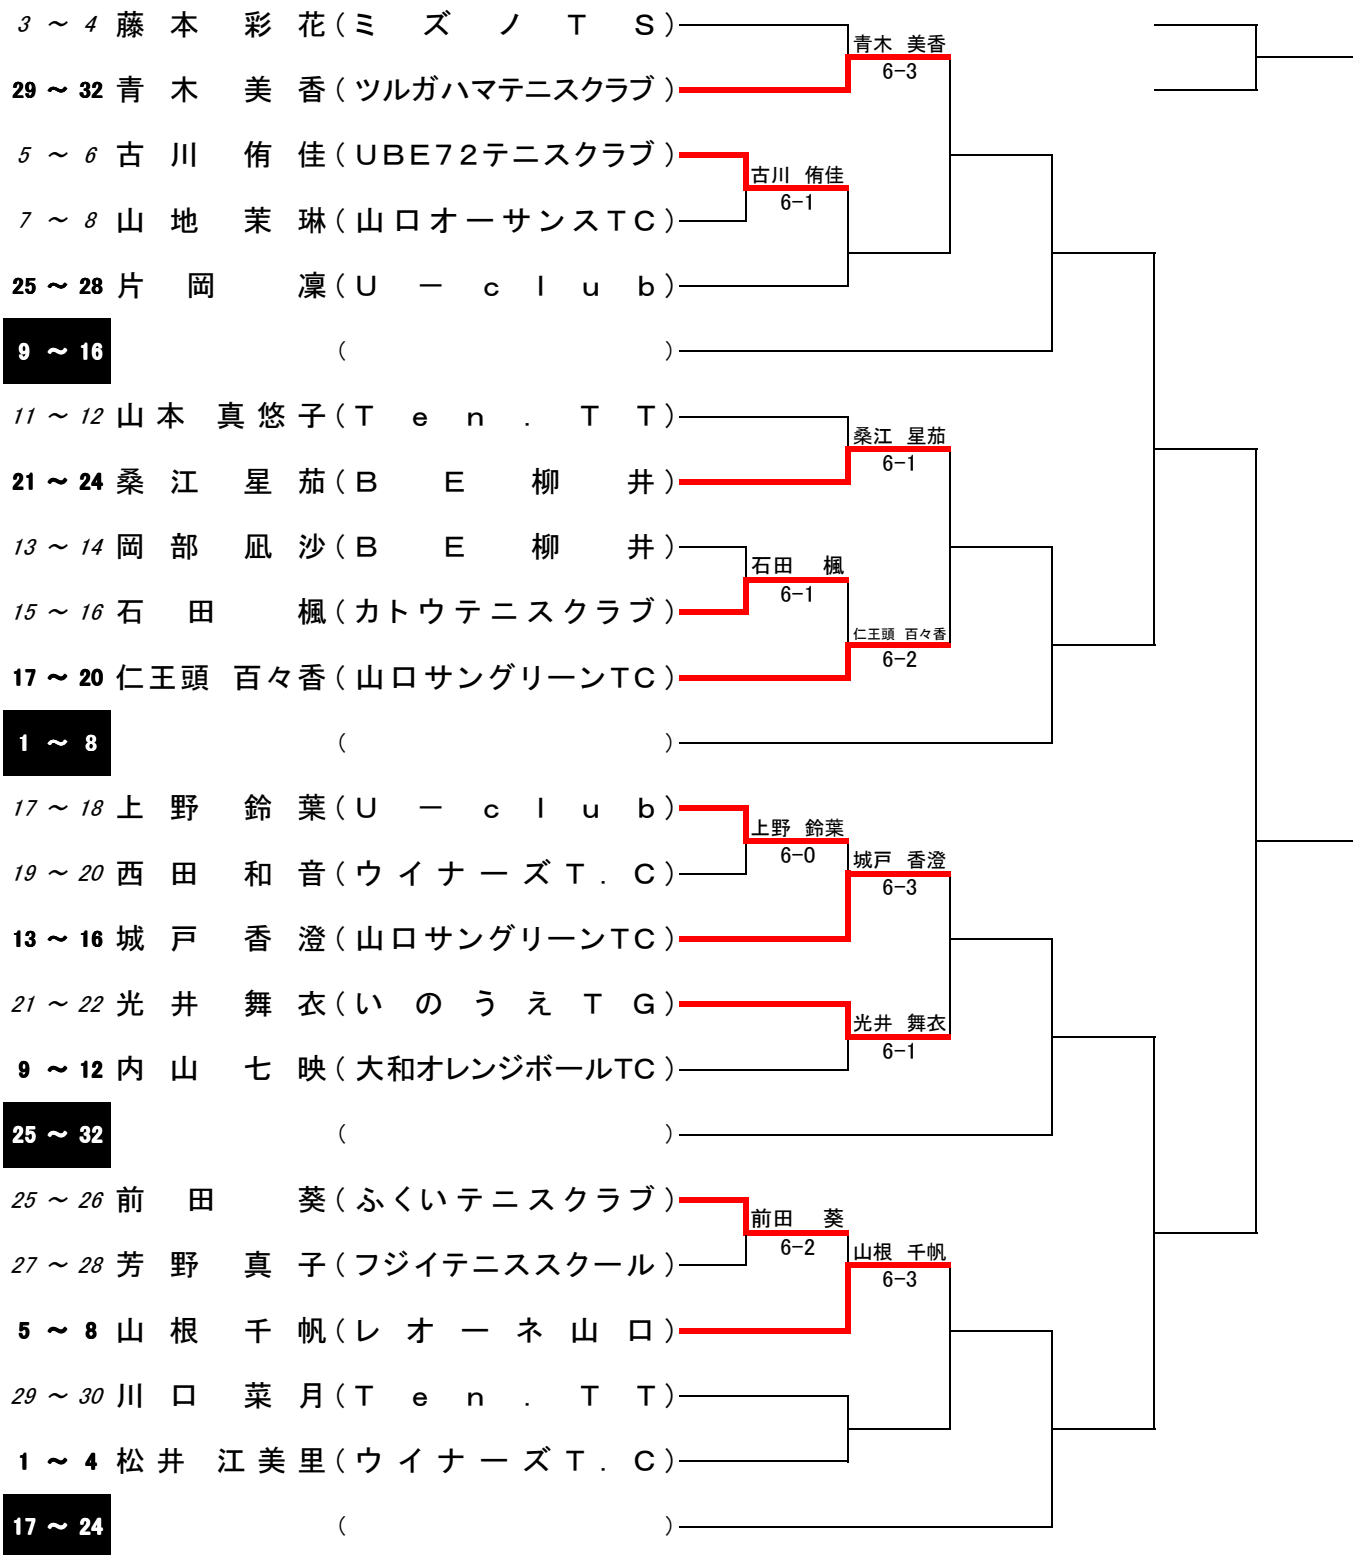 3 ～ 4 藤本 彩花(ミズノTS)
青木 美香
6-3
29 ～ 32 青木 美香(ツルガハマテニスクラブ)
5 ～ 6 古川 侑佳(UBE72テニスクラブ)
古川 侑佳
6-1
7 ～ 8 山地 茉琳(山口オーサンスTC)
25 ～ 28 片岡 凜(U－club)
9 ～ 16 ( )
11 ～ 12 山本 真悠子(Ten.TT)
桑江 星茄
6-1
21 ～ 24 桑江 星茄(BE柳井)
13 ～ 14 岡部 凪沙(BE柳井)
石田 楓
6-1
15 ～ 16 石田 楓(カトウテニスクラブ)
仁王頭 百々香
6-2
17 ～ 20 仁王頭 百々香(山口サングリーンTC)
1 ～ 8 ( )
17 ～ 18 上野 鈴葉(U－club)
上野 鈴葉
6-0
19 ～ 20 西田 和音(ウイナーズT.C)
城戸 香澄
6-3
13 ～ 16 城戸 香澄(山口サングリーンTC)
21 ～ 22 光井 舞衣(いのうえTG)
光井 舞衣
6-1
9 ～ 12 内山 七映(大和オレンジボールTC)
25 ～ 32 ( )
25 ～ 26 前田 葵(ふくいテニスクラブ)
前田 葵
6-2
27 ～ 28 芳野 真子(フジイテニススクール)
山根 千帆
6-3
5 ～ 8 山根 千帆(レオーネ山口)
29 ～ 30 川口 菜月(Ten.TT)
1 ～ 4 松井 江美里(ウイナーズT.C)
17 ～ 24 ( )